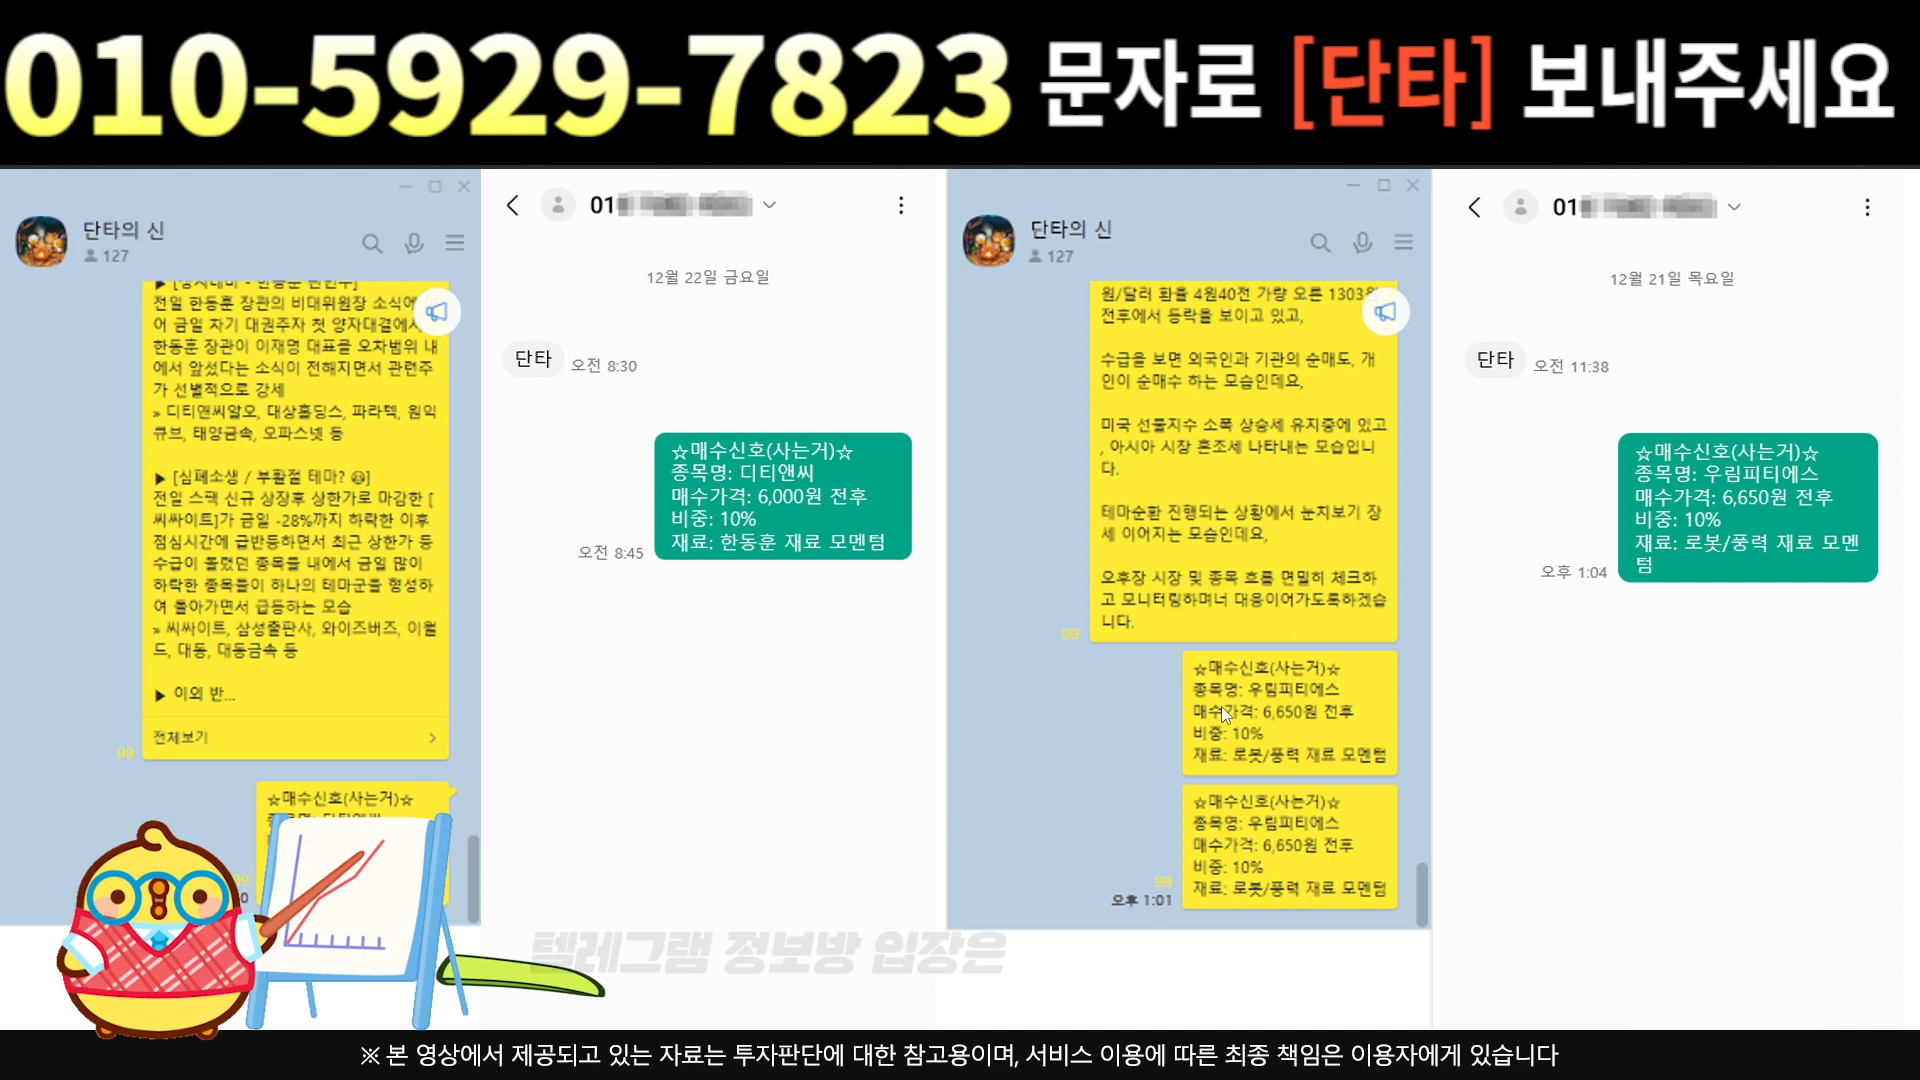 010-5929-7823 문자로 [단타] 보내주세요
단타의 신
127
전일 한동훈 장관의 비대위원장 소식에
어 금일 차기 대권주자 첫 양자대결에서
한동훈 장관이 이재명 대표를 오차범위 내
에서 앞섰다는 소식이 전해지면서 관련주
가 선별적으로 강세
» 디티앤씨알오, 대상홀딩스, 파라텍, 원익
큐브, 태양금속, 오파스넷 등
▶ [심폐소생 / 부활절 테마? 😆]
전일 스팩 신규 상장후 상한가로 마감한 [
씨싸이트]가 금일 -28%까지 하락한 이후
점심시간에 급반등하면서 최근 상한가 등
수급이 몰렸던 종목들 내에서 금일 많이
하락한 종목들이 하나의 테마군을 형성하
여 돌아가면서 급등하는 모습
» 씨싸이트, 삼성출판사, 와이즈버즈, 이월
드, 대동, 대동금속 등
▶ 이외 반...
전체보기
99
☆매수신호(사는거)☆
99
01
12월 22일 금요일
단타
오전 8:30
☆매수신호(사는거)☆
종목명: 디티앤씨
매수가격: 6,000원 전후
비중: 10%
재료: 한동훈 재료 모멘텀
오전 8:45
단타의 신
127
원/달러 환율 4원40전 가량 오른 1303원
전후에서 등락을 보이고 있고,
수급을 보면 외국인과 기관의 순매도, 개
인이 순매수 하는 모습인데요,
미국 선물지수 소폭 상승세 유지중에 있고
, 아시아 시장 혼조세 나타내는 모습입니
다.
테마순환 진행되는 상황에서 눈치보기 장
세 이어지는 모습인데요,
오후장 시장 및 종목 흐름 면밀히 체크하
고 모니터링하며너 대응이어가도록하겠습
니다.
99
☆매수신호(사는거)☆
종목명: 우림피티에스
매수가격: 6,650원 전후
비중: 10%
재료: 로봇/풍력 재료 모멘텀
☆매수신호(사는거)☆
종목명: 우림피티에스
매수가격: 6,650원 전후
비중: 10%
재료: 로봇/풍력 재료 모멘텀
99
오후 1:01
01
12월 21일 목요일
단타
오전 11:38
☆매수신호(사는거)☆
종목명: 우림피티에스
매수가격: 6,650원 전후
비중: 10%
재료: 로봇/풍력 재료 모멘
텀
오후 1:04
텔레그램 정보방 입장은
※ 본 영상에서 제공되고 있는 자료는 투자판단에 대한 참고용이며, 서비스 이용에 따른 최종 책임은 이용자에게 있습니다